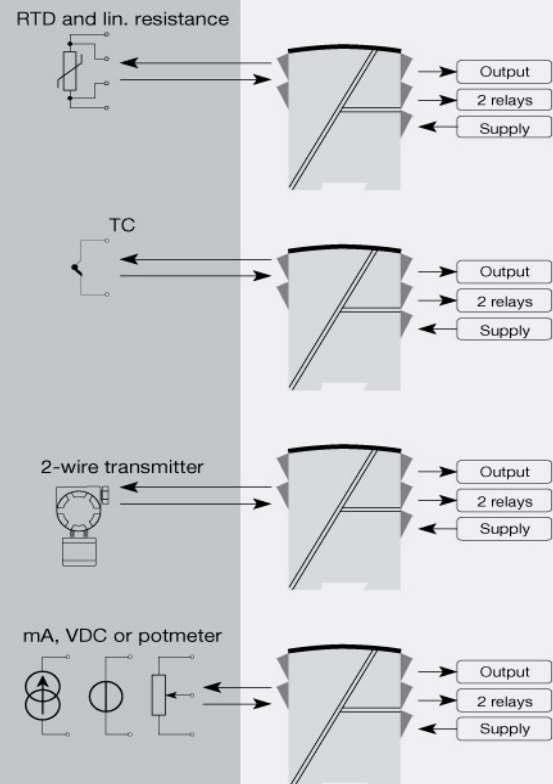 RTD and lin. resistance
Output
2 relays
Supply
TC
Output
2 relays
Supply
2-wire transmitter
Output
2 relays
Supply
mA, VDC or potmeter
Output
2 relays
Supply